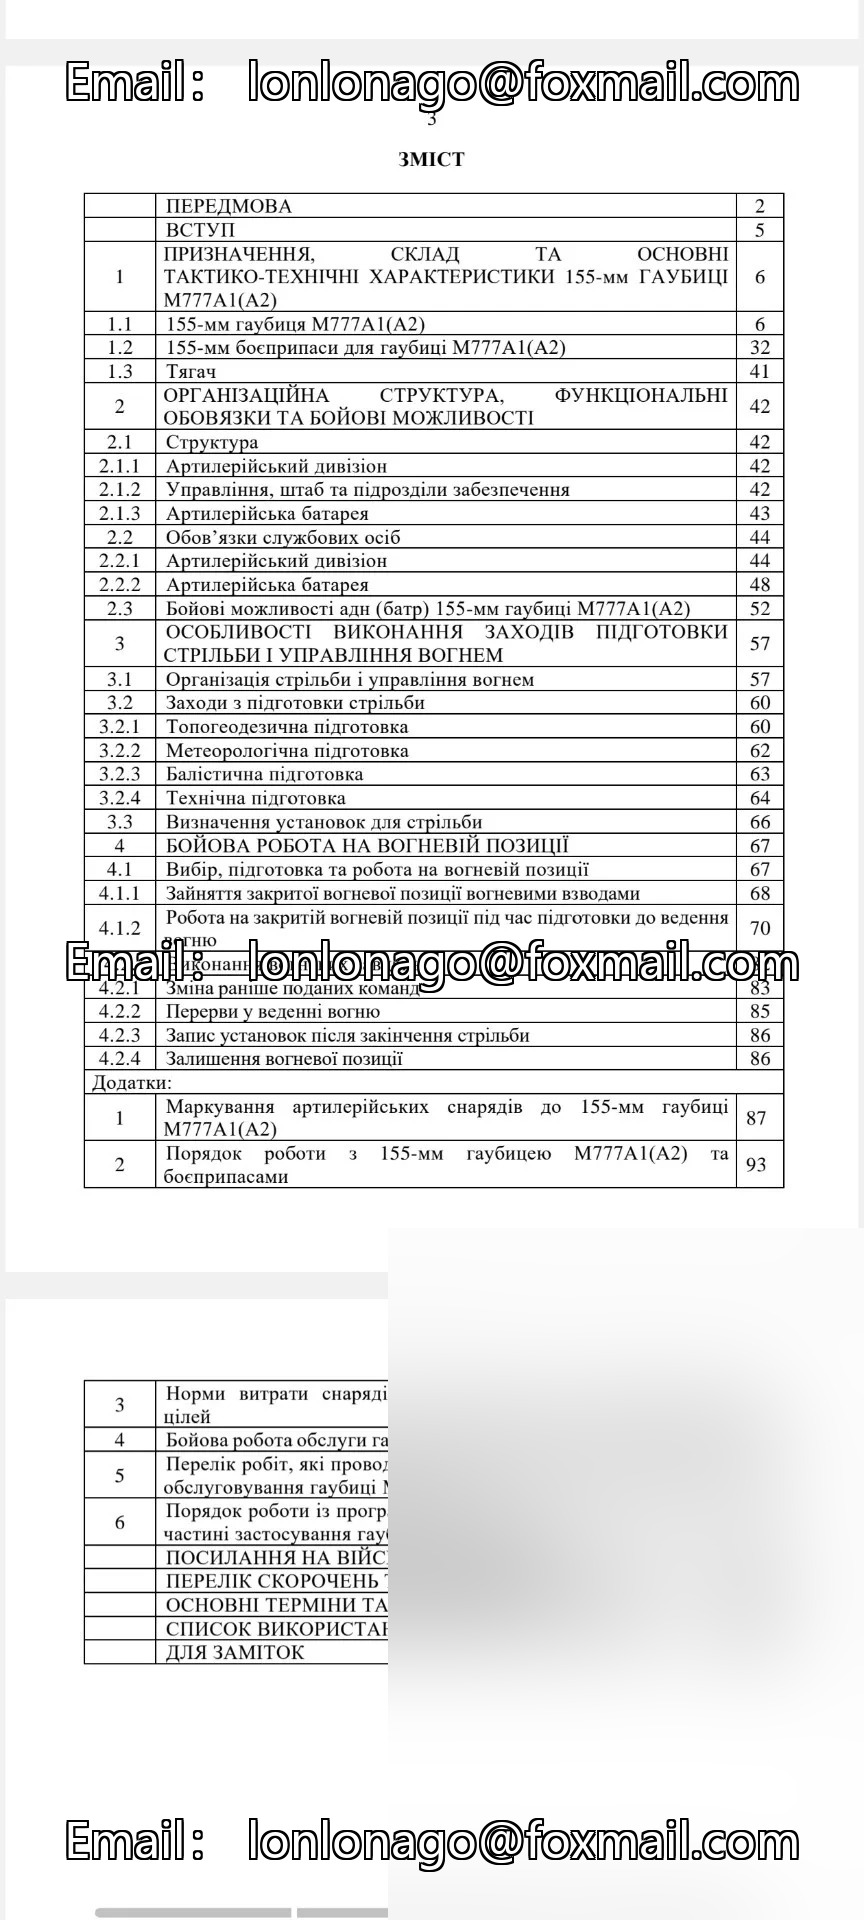 Email： lonlonago@foxmail.com
3
ЗМІСТ
ПЕРЕДМОВА 2
ВСТУП 5
1 ПРИЗНАЧЕННЯ, СКЛАД ТА ОСНОВНІ
ТАКТИКО-ТЕХНІЧНІ ХАРАКТЕРИСТИКИ 155-мм ГАУБИЦІ 6
М777А1(А2)
1.1 155-мм гаубиця М777А1(А2) 6
1.2 155-мм боєприпаси для гаубиці М777А1(А2) 32
1.3 Тягач 41
2 ОРГАНІЗАЦІЙНА СТРУКТУРА, ФУНКЦІОНАЛЬНІ 42
ОБОВЯЗКИ ТА БОЙОВІ МОЖЛИВОСТІ
2.1 Структура 42
2.1.1 Артилерійський дивізіон 42
2.1.2 Управління, штаб та підрозділи забезпечення 42
2.1.3 Артилерійська батарея 43
2.2 Обов’язки службових осіб 44
2.2.1 Артилерійський дивізіон 44
2.2.2 Артилерійська батарея 48
2.3 Бойові можливості адн (батр) 155-мм гаубиці М777А1(А2) 52
3 ОСОБЛИВОСТІ ВИКОНАННЯ ЗАХОДІВ ПІДГОТОВКИ 57
СТРІЛЬБИ І УПРАВЛІННЯ ВОГНЕМ
3.1 Організація стрільби і управління вогнем 57
3.2 Заходи з підготовки стрільби 60
3.2.1 Топогеодезична підготовка 60
3.2.2 Метеорологічна підготовка 62
3.2.3 Балістична підготовка 63
3.2.4 Технічна підготовка 64
3.3 Визначення установок для стрільби 66
4 БОЙОВА РОБОТА НА ВОГНЕВІЙ ПОЗИЦІЇ 67
4.1 Вибір, підготовка та робота на вогневій позиції 67
4.1.1 Зайняття закритої вогневої позиції вогневими взводами 68
4.1.2 Робота на закритій вогневій позиції під час підготовки до ведення 70
вогню
Email： lonlonago@foxmail.com
4.2.1 Зміна раніше поданих команд 83
4.2.2 Перерви у веденні вогню 85
4.2.3 Запис установок після закінчення стрільби 86
4.2.4 Залишення вогневої позиції 86
Додатки:
1 Маркування артилерійських снарядів до 155-мм гаубиці 87
М777А1(А2)
2 Порядок роботи з 155-мм гаубицею М777А1(А2) та 93
боєприпасами
3 Норми витрати снаряді
цілей
4 Бойова робота обслуги га
5 Перелік робіт, які провод
обслуговування гаубиці
6 Порядок роботи із прогр
частині застосування гау
ПОСИЛАННЯ НА ВІЙС
ПЕРЕЛІК СКОРОЧЕНЬ
ОСНОВНІ ТЕРМІНИ ТА
СПИСОК ВИКОРИСТАН
ДЛЯ ЗАМІТОК
Email： lonlonago@foxmail.com